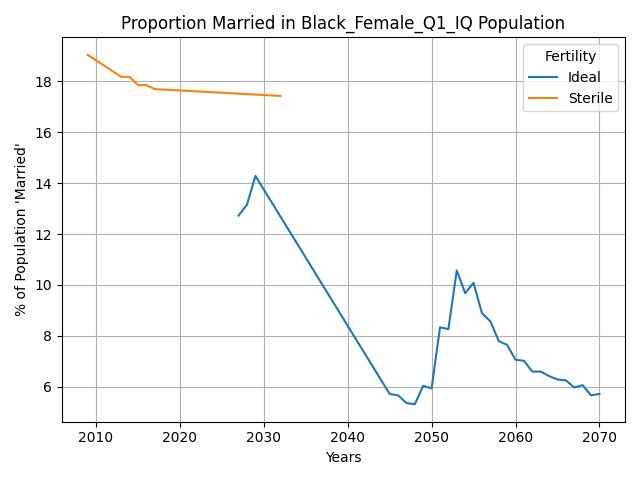 Proportion Married in Black_Female_Q1_IQ Population
% of Population 'Married'
18
16
14
12
10
8
6
Fertility
Ideal
Sterile
2010 2020 2030 2040 2050 2060 2070
Years